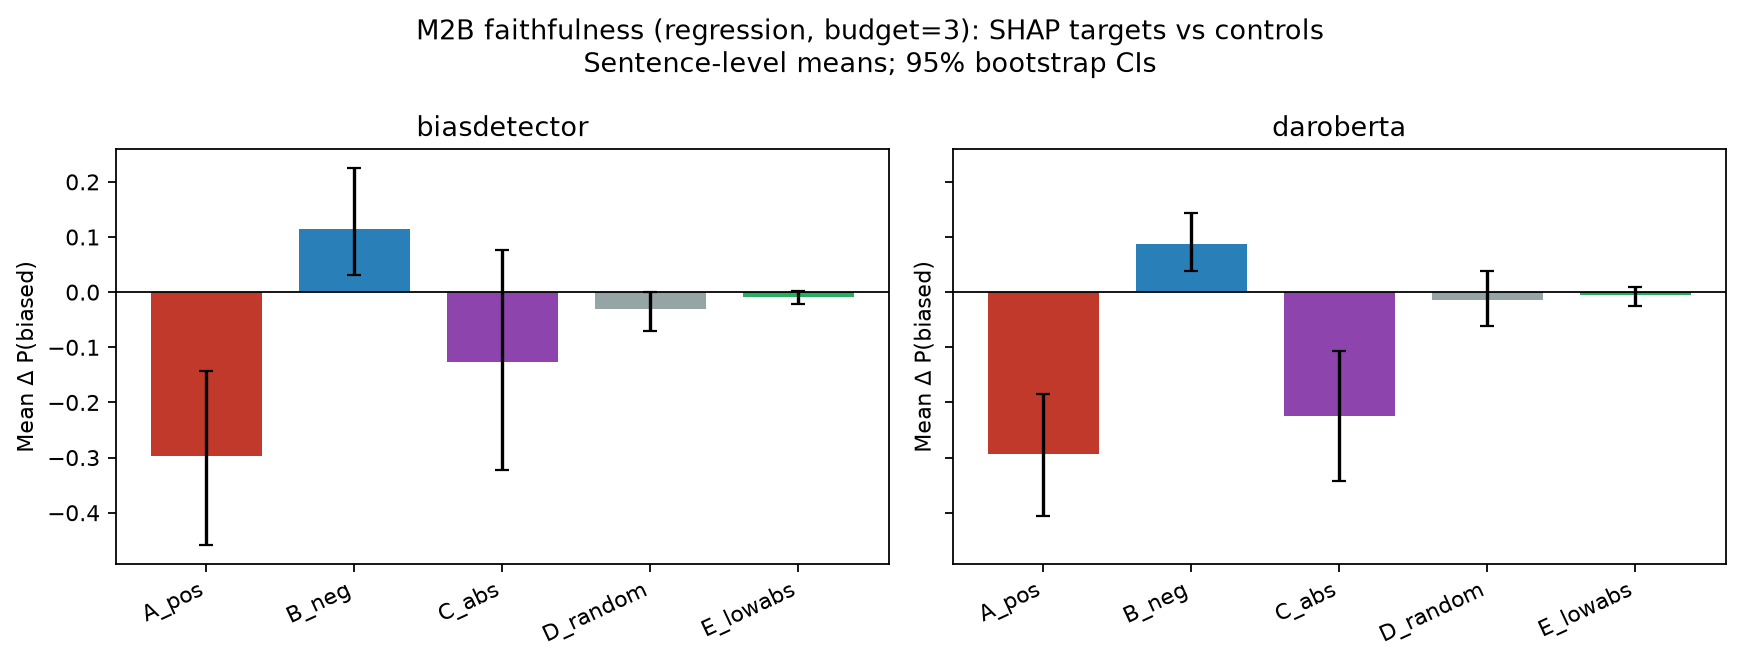 M2B faithfulness (regression, budget=3): SHAP targets vs controls
Sentence-level means; 95% bootstrap CIs
biasdetector
Mean Δ P(biased)
0.2
0.1
0.0
−0.1
−0.2
−0.3
−0.4
A_pos
B_neg
C_abs
D_random
E_lowabs
daroberta
Mean Δ P(biased)
A_pos
B_neg
C_abs
D_random
E_lowabs